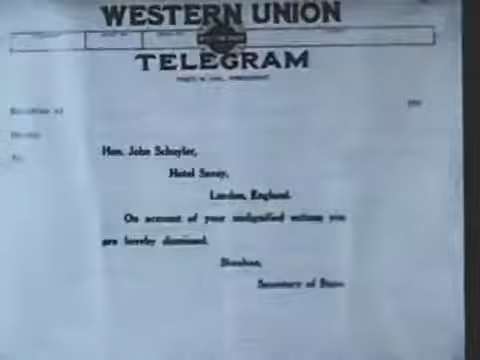 WESTERN UNION
TELEGRAM
Hon. John Schuyler,
Hotel Savoy,
London, England.
On account of your undignified actions you
are hereby dismissed.
Secretary of State